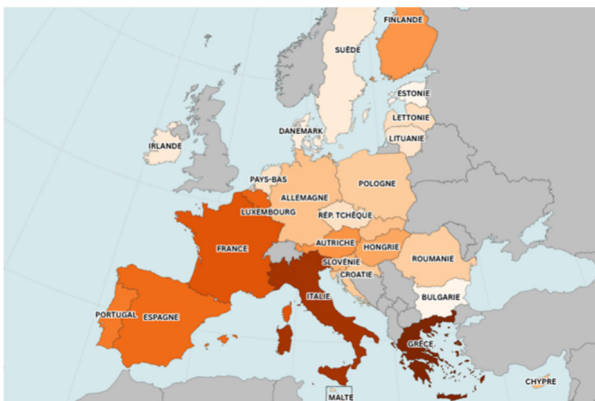 FINLANDE
SUÈDE
ESTONIE
LETTONIE
LITUANIE
DANEMARK
IRLANDE
PAYS-BAS
POLOGNE
ALLEMAGNE
LUXEMBOURG
RÉP. TCHÈQUE
FRANCE
AUTRICHE
HONGRIE
SLOVÉNIE
ROUMANIE
CROATIE
ITALIE
BULGARIE
PORTUGAL
ESPAGNE
GRÈCE
CHYPRE
MALTE